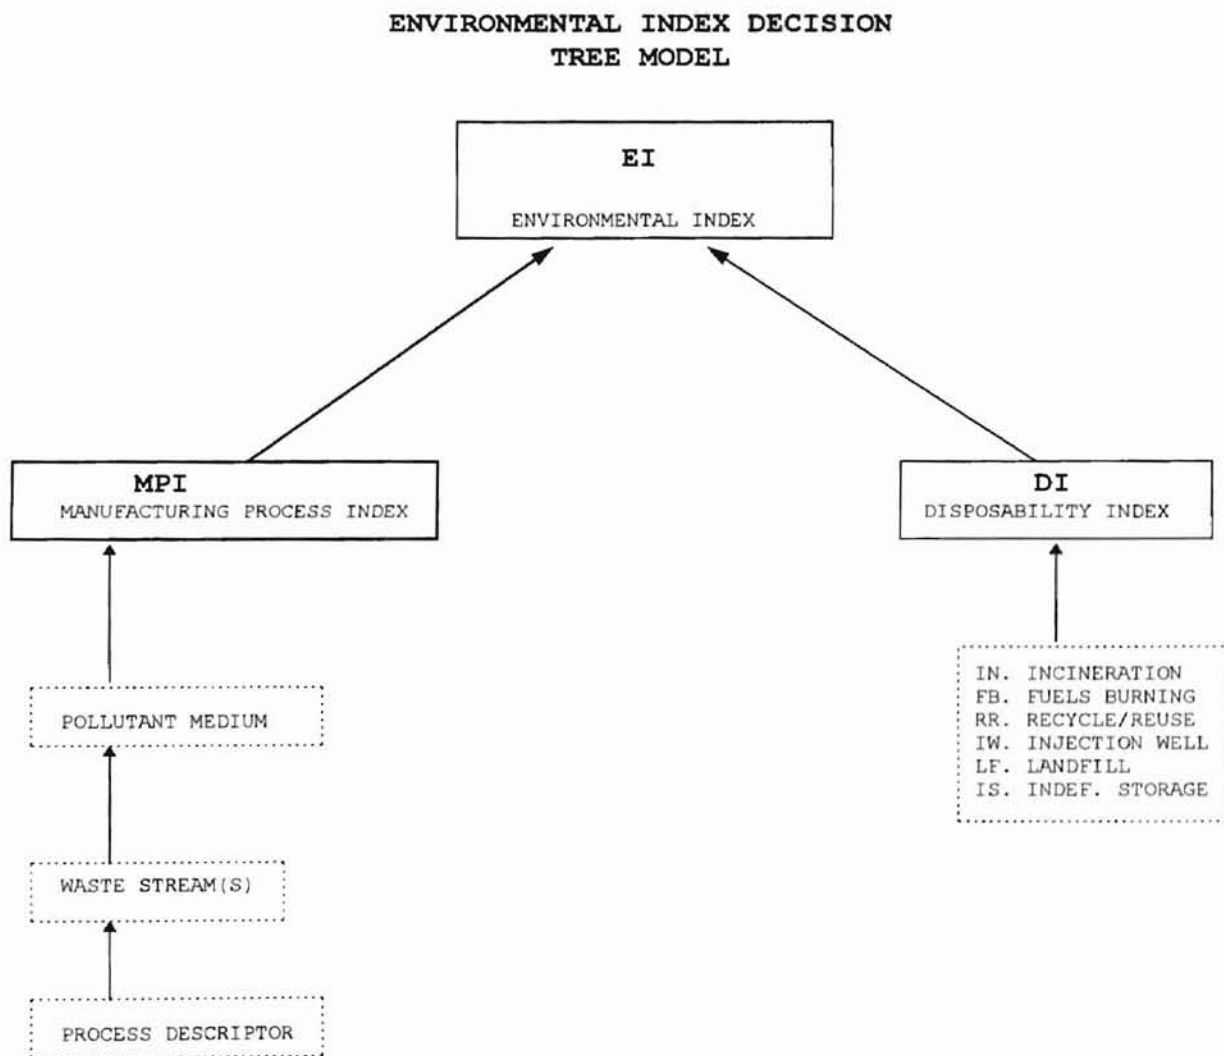 ENVIRONMENTAL INDEX DECISION
TREE MODEL
EI
ENVIRONMENTAL INDEX
MPI
MANUFACTURING PROCESS INDEX
DI
DISPOSABILITY INDEX
POLLUTANT MEDIUM
WASTE STREAM(S)
PROCESS DESCRIPTOR
IN. INCINERATION
FB. FUELS BURNING
RR. RECYCLE/REUSE
IW. INJECTION WELL
LF. LANDFILL
IS. INDEF. STORAGE